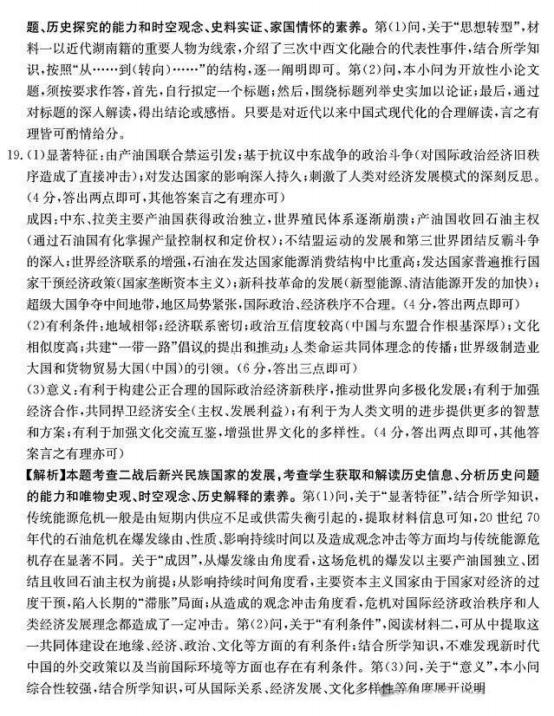 题、历史探究的能力和时空观念、史料实证、家国情怀的素养。第(1)问,关于“思想转型”,材
料一以近代湖南籍的重要人物为线索,介绍了三次中西文化融合的代表性事件,结合所学知
识,按照“从……到(转向)……”的结构,逐一阐明即可。第(2)问,本小问为开放性小论文
题,须按要求作答,首先,自行拟定一个标题;然后,围绕标题列举史实加以论证;最后,通过
对标题的深入解读,得出结论或感悟。只要是对近代以来中国式现代化的合理解读,言之有
理皆可酌情给分。
19.(1)显著特征:由产油国联合禁运引发;基于抗议中东战争的政治斗争(对国际政治经济旧秩
序造成了直接冲击);对发达国家的影响深入持久;刺激了人类对经济发展模式的深刻反思。
(4分,答出两点即可,其他答案言之有理亦可)
成因:中东、拉美主要产油国获得政治独立,世界殖民体系逐渐崩溃;产油国收回石油主权
(通过石油国有化掌握产量控制权和定价权);不结盟运动的发展和第三世界团结反霸斗争
的深入;世界经济联系的增强,石油在发达国家能源消费结构中比重高;发达国家普遍推行国
家干预经济政策(国家垄断资本主义);新科技革命的发展(新型能源、清洁能源开发的加快);
超级大国争夺中间地带,地区局势紧张,国际政治、经济秩序不合理。(4分,答出两点即可)
(2)有利条件:地域相邻;经济联系密切;政治互信度较高(中国与东盟合作根基深厚);文化
相似度高;共建“一带一路”倡议的提出和推动;人类命运共同体理念的传播;世界级制造业
大国和货物贸易大国(中国)的引领。(6分,答出三点即可)
(3)意义:有利于构建公正合理的国际政治经济新秩序,推动世界向多极化发展;有利于加强
经济合作,共同捍卫经济安全(主权、发展利益);有利于为人类文明的进步提供更多的智慧
和方案;有利于加强文化交流互鉴,增强世界文化的多样性。(4分,答出两点即可,其他答
案言之有理亦可)
【解析】本题考查二战后新兴民族国家的发展,考查学生获取和解读历史信息、分析历史问题
的能力和唯物史观、时空观念、历史解释的素养。第(1)问,关于“显著特征”,结合所学知识,
传统能源危机一般是由短期内供应不足或供需失衡引起的,提取材料信息可知,20世纪70
年代的石油危机在爆发缘由、性质、影响持续时间以及造成观念冲击等方面均与传统能源危
机存在显著不同。关于“成因”,从爆发缘由角度看,这场危机的爆发以主要产油国独立、团
结且收回石油主权为前提;从影响持续时间角度看,主要资本主义国家由于国家对经济的过
度干预,陷入长期的“滞胀”局面;从造成的观念冲击角度看,危机对国际经济政治秩序和人
类经济发展理念都造成了一定冲击。第(2)问,关于“有利条件”,阅读材料二,可从中提取这
一共同体建设在地缘、经济、政治、文化等方面的有利条件;结合所学知识,不难发现新时代
中国的外交政策以及当前国际环境等方面也存在有利条件。第(3)问,关于“意义”,本小问
综合性较强,结合所学知识,可从国际关系、经济发展、文化多样性等角度展开说明